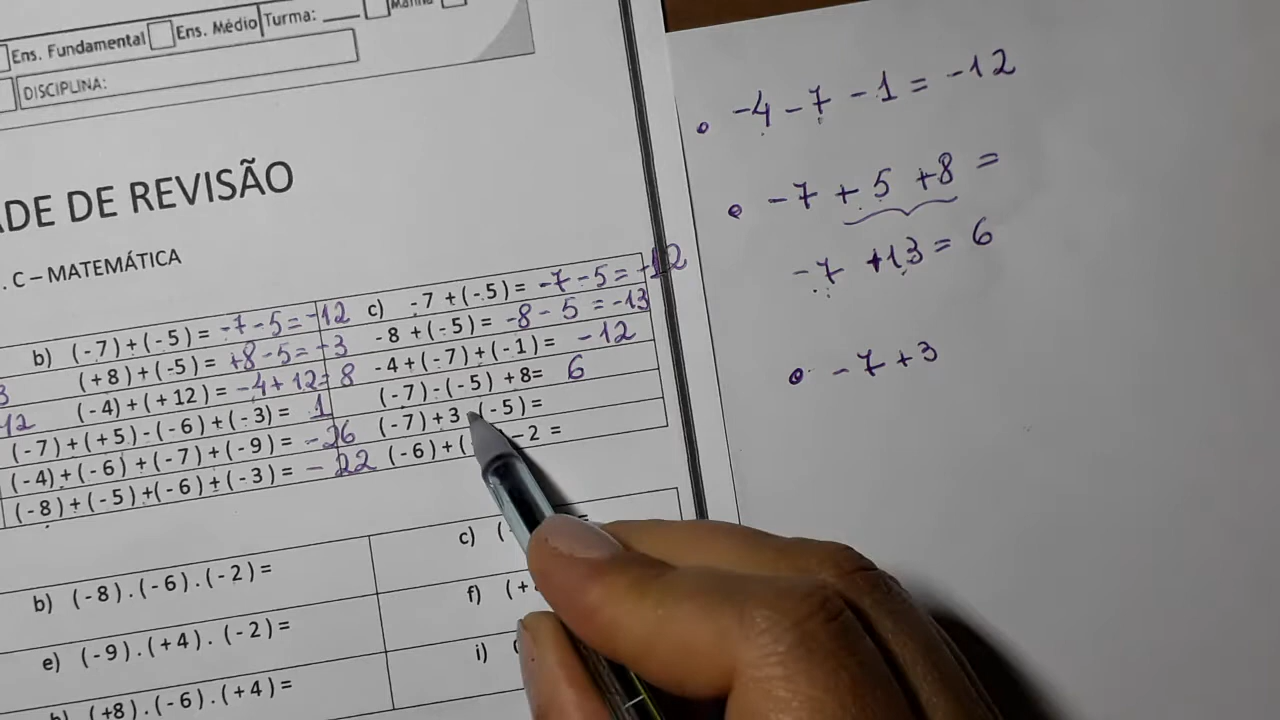 Ens. Fundamental Ens. Médio Turma: ___
DISCIPLINA:
DE DE REVISÃO
. C – MATEMÁTICA
b) (-7)+(-5)= -7-5=-12
(+8)+(-5)= +8-5=+3
(-4)+(+12)= -4+12=8
(-7)+(+5)-(-6)+(-3)= 1
(-4)+(-6)+(-7)+(-9)= -26
(-8)+(-5)+(-6)+(-3)= -22
c) -7+(-5)= -7-5=-12
-8+(-5)= -8-5=-13
-4+(-7)+(-1)= -12
(-7)-(-5)+8= 6
(-7)+3 (-5)=
(-6)+( -2=
b) (-8).(-6).(-2)=
e) (-9).(+4).(-2)=
(+8).(-6).(+4)=
c) (
f) (+
i)
• -4-7-1=-12
• -7+5+8=
-7+13=6
• -7+3